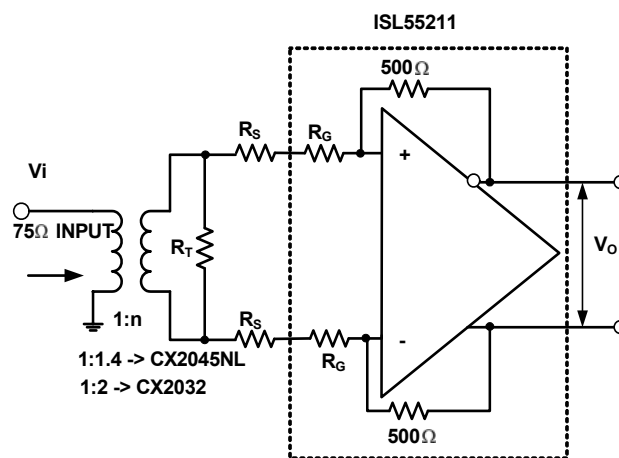 ISL55211
500Ω
RS
RG
+
Vi
75Ω INPUT
RT
VO
1:n
RS
RG
-
1:1.4 -> CX2045NL
1:2 -> CX2032
500Ω